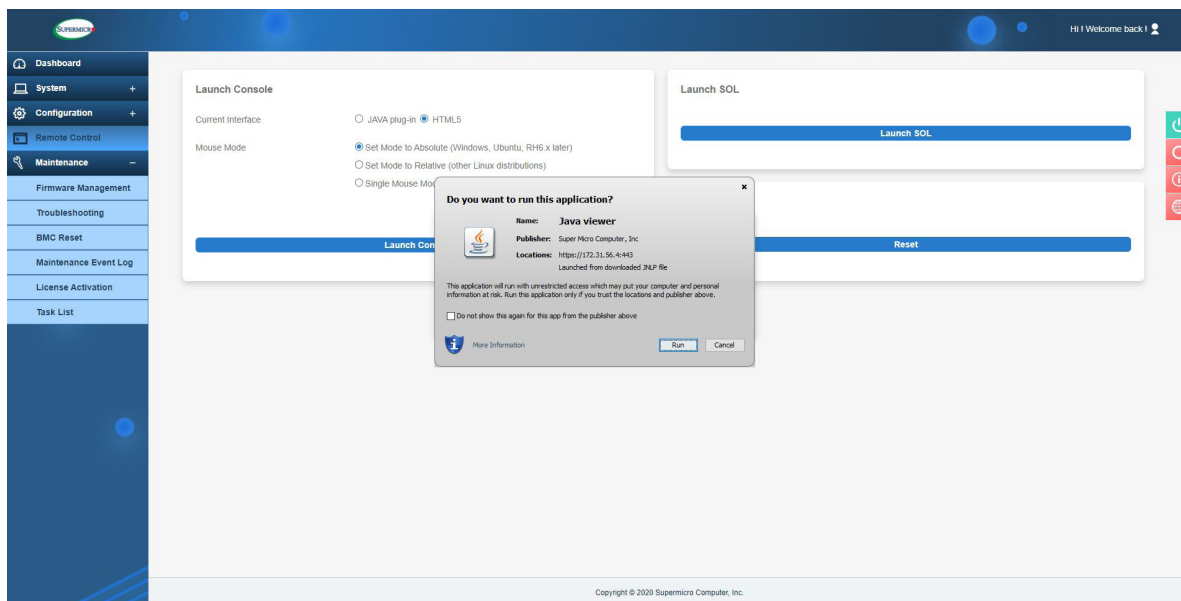 SUPERMICR
Hi ! Welcome back !
Dashboard
System +
Configuration +
Remote Control
Maintenance –
Firmware Management
Troubleshooting
BMC Reset
Maintenance Event Log
License Activation
Task List
Launch Console
Current Interface
JAVA plug-in HTML5
Mouse Mode
Set Mode to Absolute (Windows, Ubuntu, RH6.x later)
Set Mode to Relative (other Linux distributions)
Single Mouse Mo
Launch Con
Launch SOL
Launch SOL
Reset
Do you want to run this application?
Name: Java viewer
Publisher: Super Micro Computer, Inc
Locations: https://172.31.56.4:443
Launched from downloaded JNLP file
This application will run with unrestricted access which may put your computer and personal
information at risk. Run this application only if you trust the locations and publisher above.
Do not show this again for this app from the publisher above
More Information
Run Cancel
Copyright © 2020 Supermicro Computer, Inc.